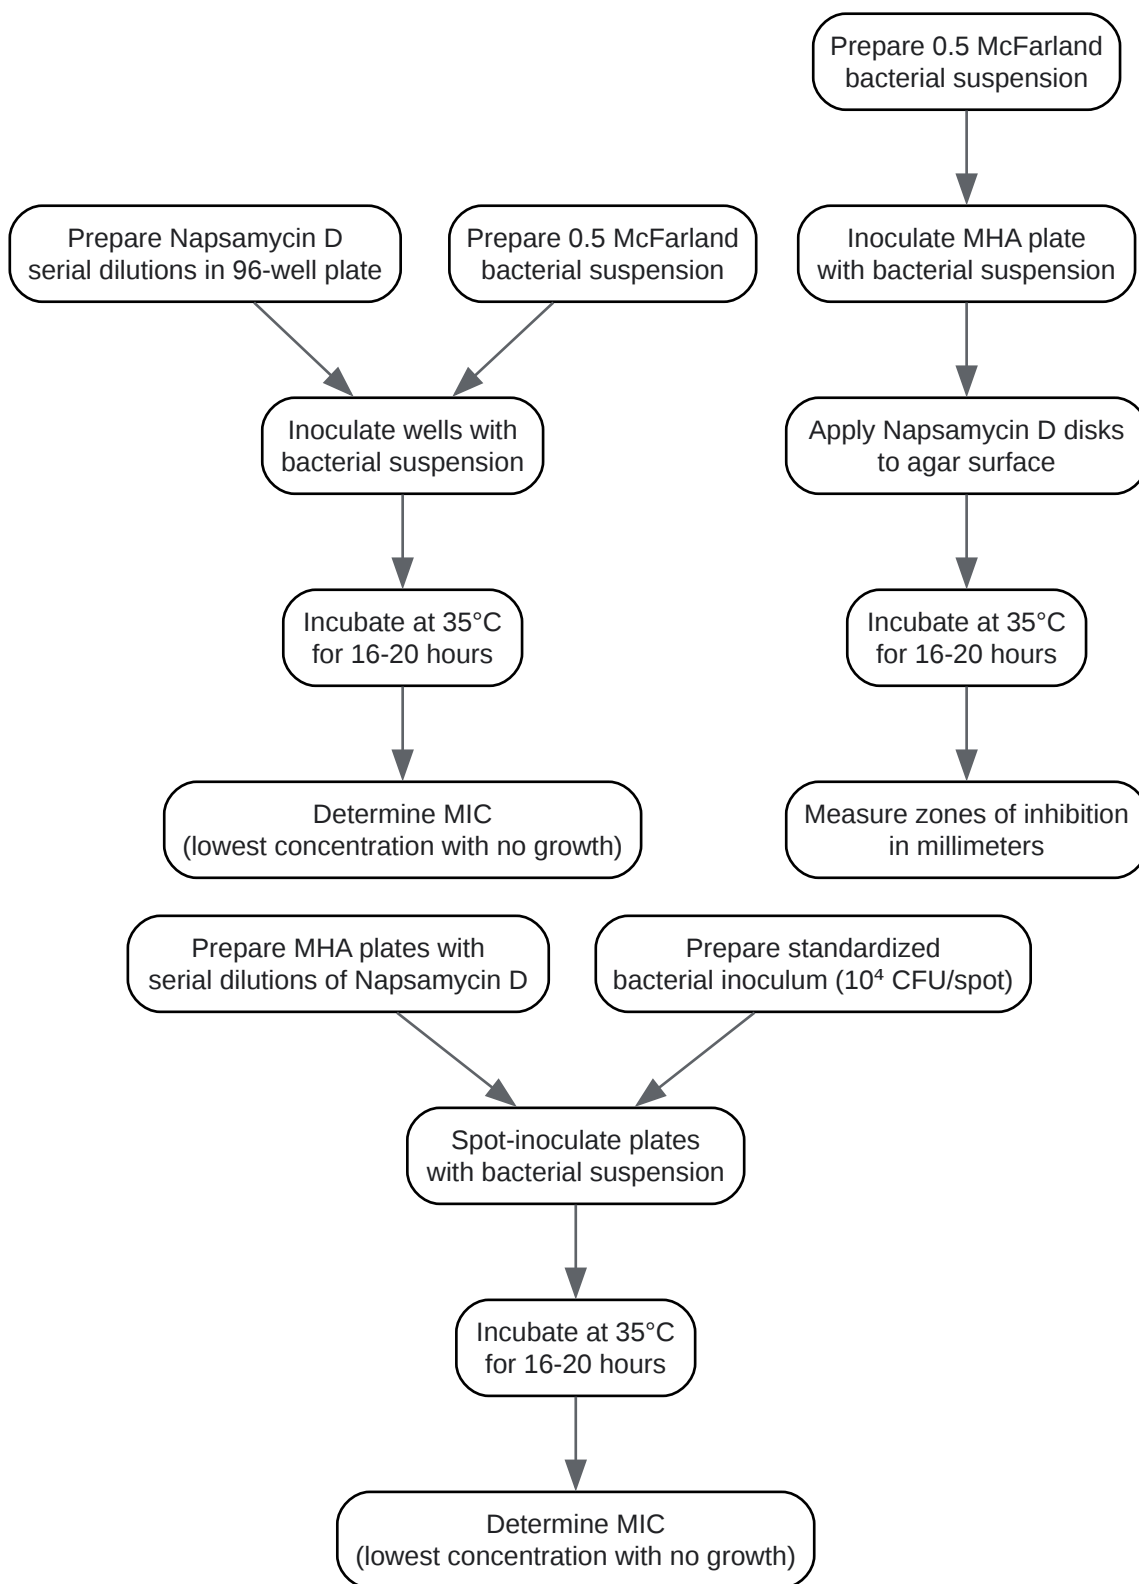 Prepare 0.5 McFarland
bacterial suspension
Prepare Napsamycin D
serial dilutions in 96-well plate
Prepare 0.5 McFarland
bacterial suspension
Inoculate MHA plate
with bacterial suspension
Inoculate wells with
bacterial suspension
Apply Napsamycin D disks
to agar surface
Incubate at 35°C
for 16-20 hours
Incubate at 35°C
for 16-20 hours
Determine MIC
(lowest concentration with no growth)
Measure zones of inhibition
in millimeters
Prepare MHA plates with
serial dilutions of Napsamycin D
Prepare standardized
bacterial inoculum (10⁴ CFU/spot)
Spot-inoculate plates
with bacterial suspension
Incubate at 35°C
for 16-20 hours
Determine MIC
(lowest concentration with no growth)